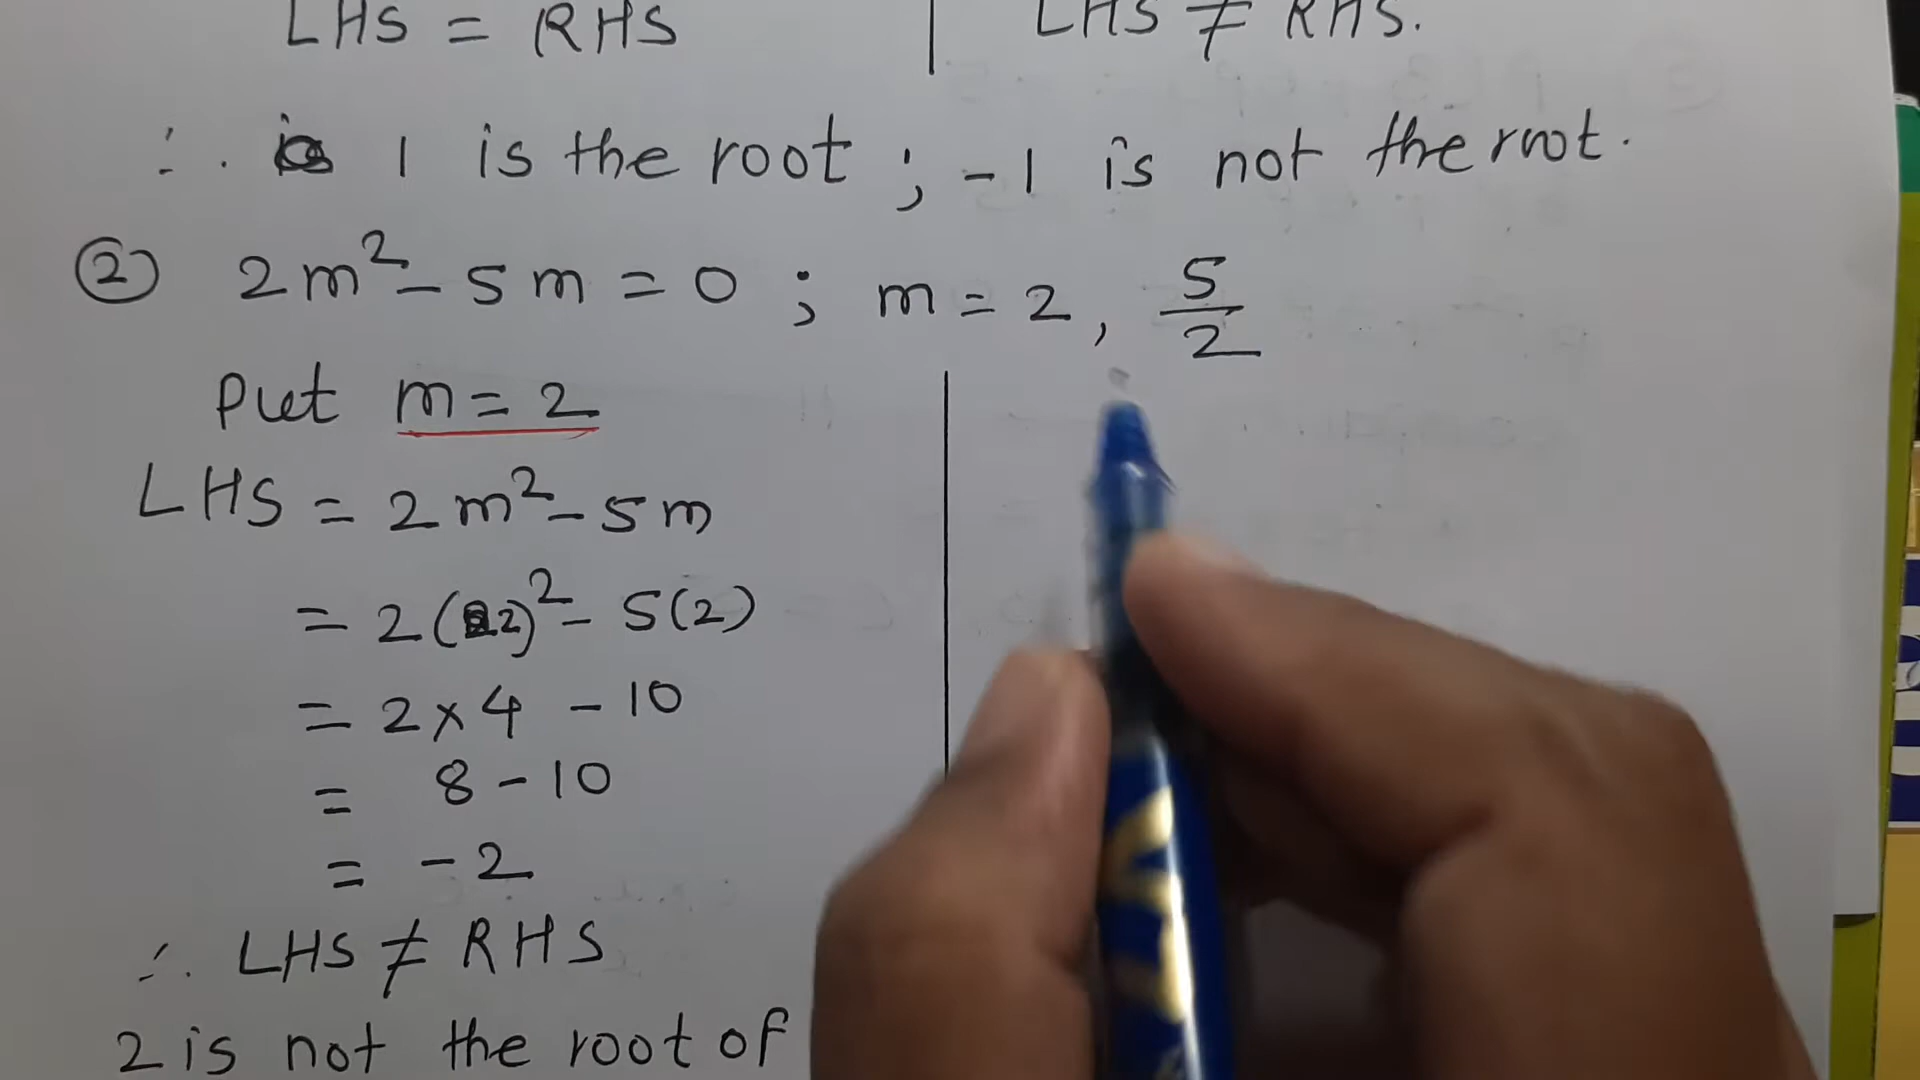 LHS = RHS
LHS ≠ RHS.
∴ 1 is the root ; -1 is not the root.
② 2m² - 5m = 0 ; m = 2, 5/2
Put m = 2
LHS = 2m² - 5m
= 2(2)² - 5(2)
= 2 × 4 - 10
= 8 - 10
= -2
∴ LHS ≠ RHS
2 is not the root of